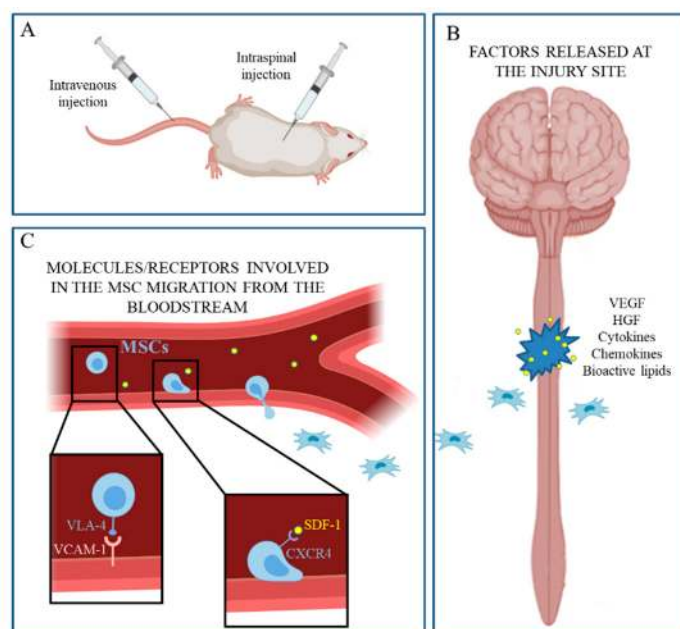 A
Intravenous
injection
Intraspinal
injection
B
FACTORS RELEASED AT
THE INJURY SITE
VEGF
HGF
Cytokines
Chemokines
Bioactive lipids
C
MOLECULES/RECEPTORS INVOLVED
IN THE MSC MIGRATION FROM THE
BLOODSTREAM
MSCs
VLA-4
VCAM-1
SDF-1
CXCR4